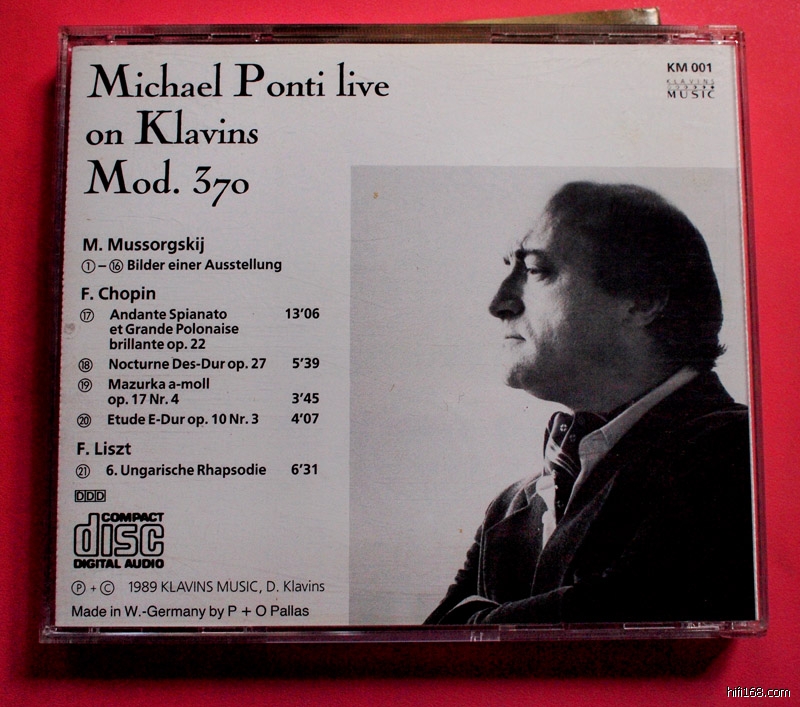 Michael Ponti live
on Klavins
Mod. 370
KM 001
KLAVINS
MUSIC
M. Mussorgskij
①–⑯ Bilder einer Ausstellung
F. Chopin
⑰ Andante Spianato 13'06
et Grande Polonaise
brillante op. 22
⑱ Nocturne Des-Dur op. 27 5'39
⑲ Mazurka a-moll
op. 17 Nr. 4 3'45
⑳ Etude E-Dur op. 10 Nr. 3 4'07
F. Liszt
㉑ 6. Ungarische Rhapsodie 6'31
DDD
COMPACT
disc
DIGITAL AUDIO
Ⓟ + Ⓒ 1989 KLAVINS MUSIC, D. Klavins
Made in W.-Germany by P + O Pallas
hifi168.com